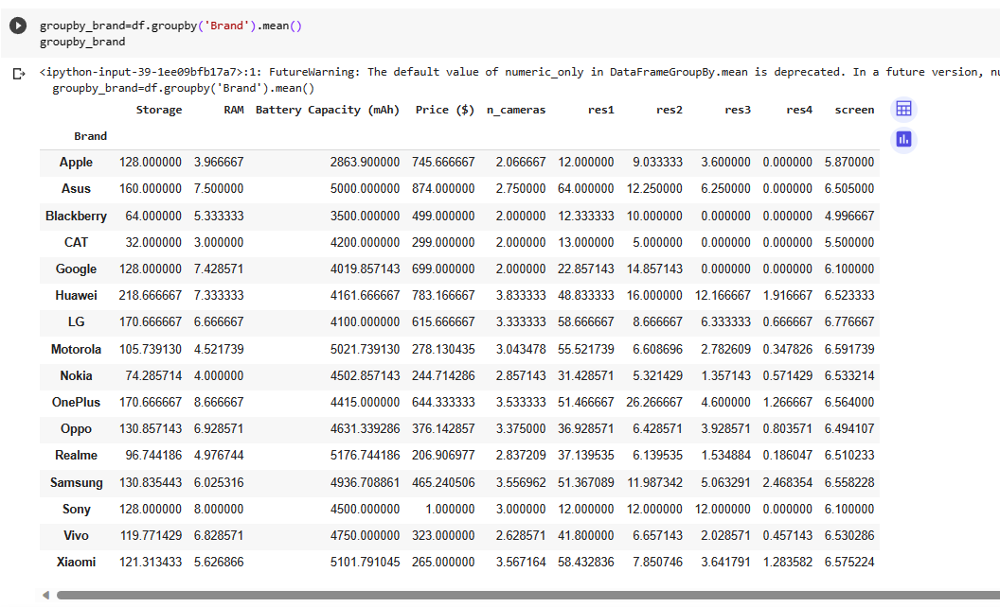 groupby_brand=df.groupby('Brand').mean()
groupby_brand
<ipython-input-39-1ee09bfb17a7>:1: FutureWarning: The default value of numeric_only in DataFrameGroupBy.mean is deprecated. In a future version,
groupby_brand=df.groupby('Brand').mean()
Storage RAM Battery Capacity (mAh) Price ($) n_cameras res1 res2 res3 res4 screen
Brand
Apple 128.000000 3.966667 2863.900000 745.666667 2.066667 12.000000 9.033333 3.600000 0.000000 5.870000
Asus 160.000000 7.500000 5000.000000 874.000000 2.750000 64.000000 12.250000 6.250000 0.000000 6.505000
Blackberry 64.000000 5.333333 3500.000000 499.000000 2.000000 12.333333 10.000000 0.000000 0.000000 4.996667
CAT 32.000000 3.000000 4200.000000 299.000000 2.000000 13.000000 5.000000 0.000000 0.000000 5.500000
Google 128.000000 7.428571 4019.857143 699.000000 2.000000 22.857143 14.857143 0.000000 0.000000 6.100000
Huawei 218.666667 7.333333 4161.666667 783.166667 3.833333 48.833333 16.000000 12.166667 1.916667 6.523333
LG 170.666667 6.666667 4100.000000 615.666667 3.333333 58.666667 8.666667 6.333333 0.666667 6.776667
Motorola 105.739130 4.521739 5021.739130 278.130435 3.043478 55.521739 6.608696 2.782609 0.347826 6.591739
Nokia 74.285714 4.000000 4502.857143 244.714286 2.857143 31.428571 5.321429 1.357143 0.571429 6.533214
OnePlus 170.666667 8.666667 4415.000000 644.333333 3.533333 51.466667 26.266667 4.600000 1.266667 6.564000
Oppo 130.857143 6.928571 4631.339286 376.142857 3.375000 36.928571 6.428571 3.928571 0.803571 6.494107
Realme 96.744186 4.976744 5176.744186 206.906977 2.837209 37.139535 6.139535 1.534884 0.186047 6.510233
Samsung 130.835443 6.025316 4936.708861 465.240506 3.556962 51.367089 11.987342 5.063291 2.468354 6.558228
Sony 128.000000 8.000000 4500.000000 1.000000 3.000000 12.000000 12.000000 12.000000 0.000000 6.100000
Vivo 119.771429 6.828571 4750.000000 323.000000 2.628571 41.800000 6.657143 2.028571 0.457143 6.530286
Xiaomi 121.313433 5.626866 5101.791045 265.000000 3.567164 58.432836 7.850746 3.641791 1.283582 6.575224